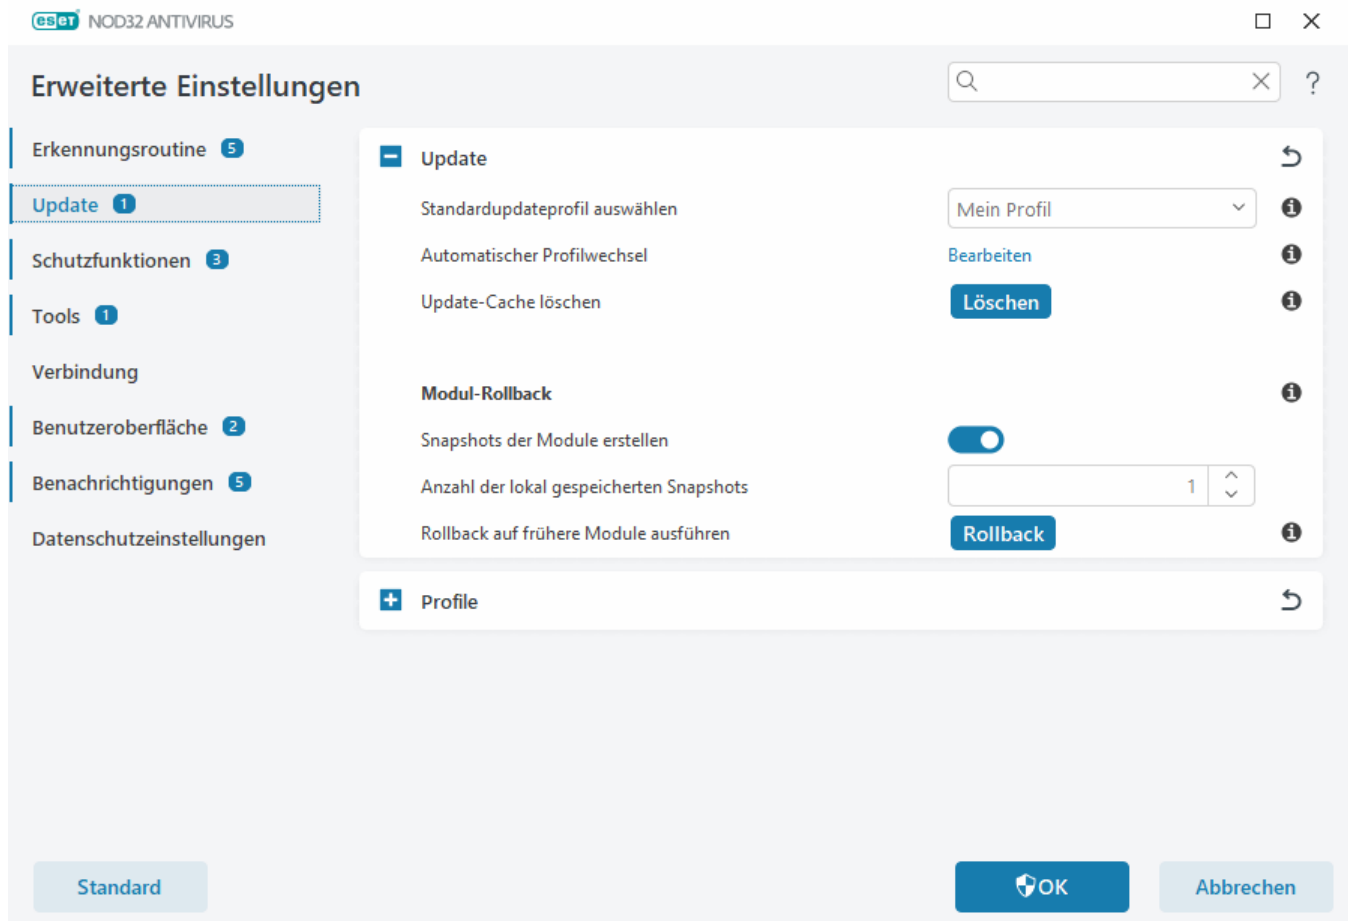 eset NOD32 ANTIVIRUS
Erweiterte Einstellungen
?
Erkennungsroutine 5
Update 1
Schutzfunktionen 3
Tools 1
Verbindung
Benutzeroberfläche 2
Benachrichtigungen 5
Datenschutzeinstellungen
Update
Standardupdateprofil auswählen Mein Profil
Automatischer Profilwechsel Bearbeiten
Update-Cache löschen Löschen
Modul-Rollback
Snapshots der Module erstellen
Anzahl der lokal gespeicherten Snapshots 1
Rollback auf frühere Module ausführen Rollback
Profile
Standard
OK
Abbrechen